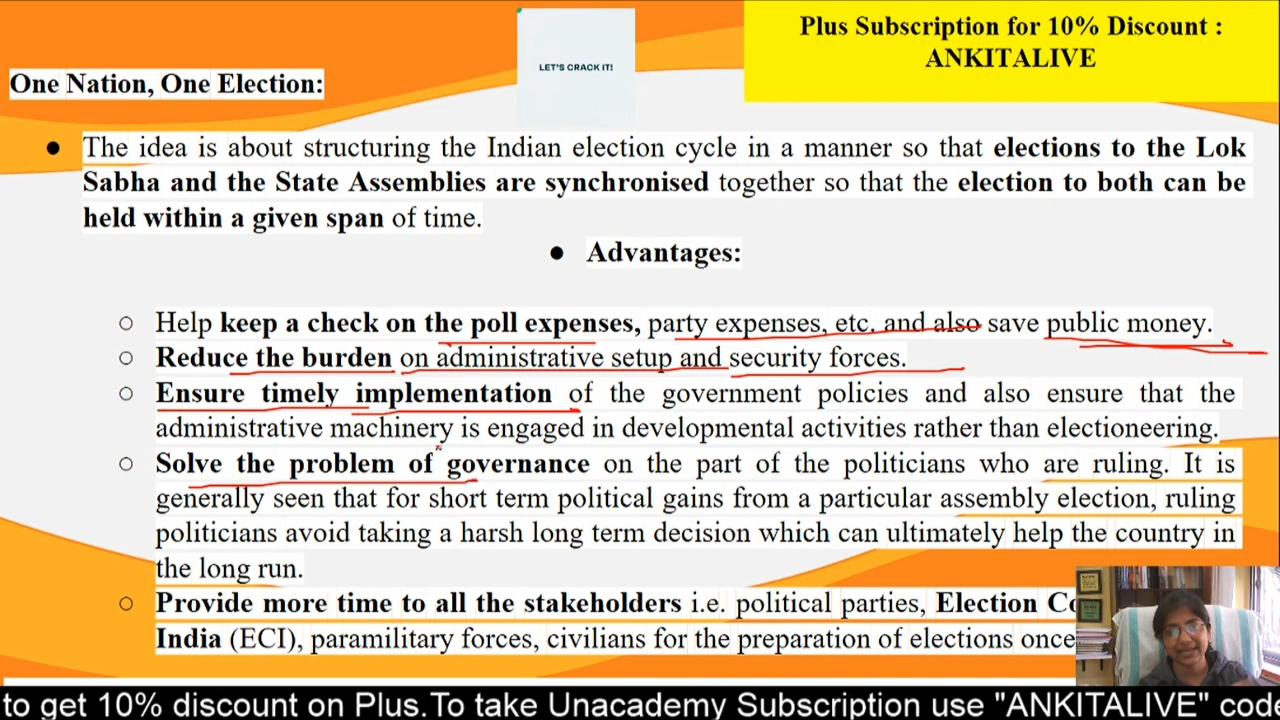 Plus Subscription for 10% Discount :
ANKITALIVE
LET'S CRACK IT!
One Nation, One Election:
● The idea is about structuring the Indian election cycle in a manner so that elections to the Lok
Sabha and the State Assemblies are synchronised together so that the election to both can be
held within a given span of time.
● Advantages:
○ Help keep a check on the poll expenses, party expenses, etc. and also save public money.
○ Reduce the burden on administrative setup and security forces.
○ Ensure timely implementation of the government policies and also ensure that the
administrative machinery is engaged in developmental activities rather than electioneering.
○ Solve the problem of governance on the part of the politicians who are ruling. It is
generally seen that for short term political gains from a particular assembly election, ruling
politicians avoid taking a harsh long term decision which can ultimately help the country in
the long run.
○ Provide more time to all the stakeholders i.e. political parties, Election
India (ECI), paramilitary forces, civilians for the preparation of elections once
to get 10% discount on Plus.To take Unacademy Subscription use "ANKITALIVE" code